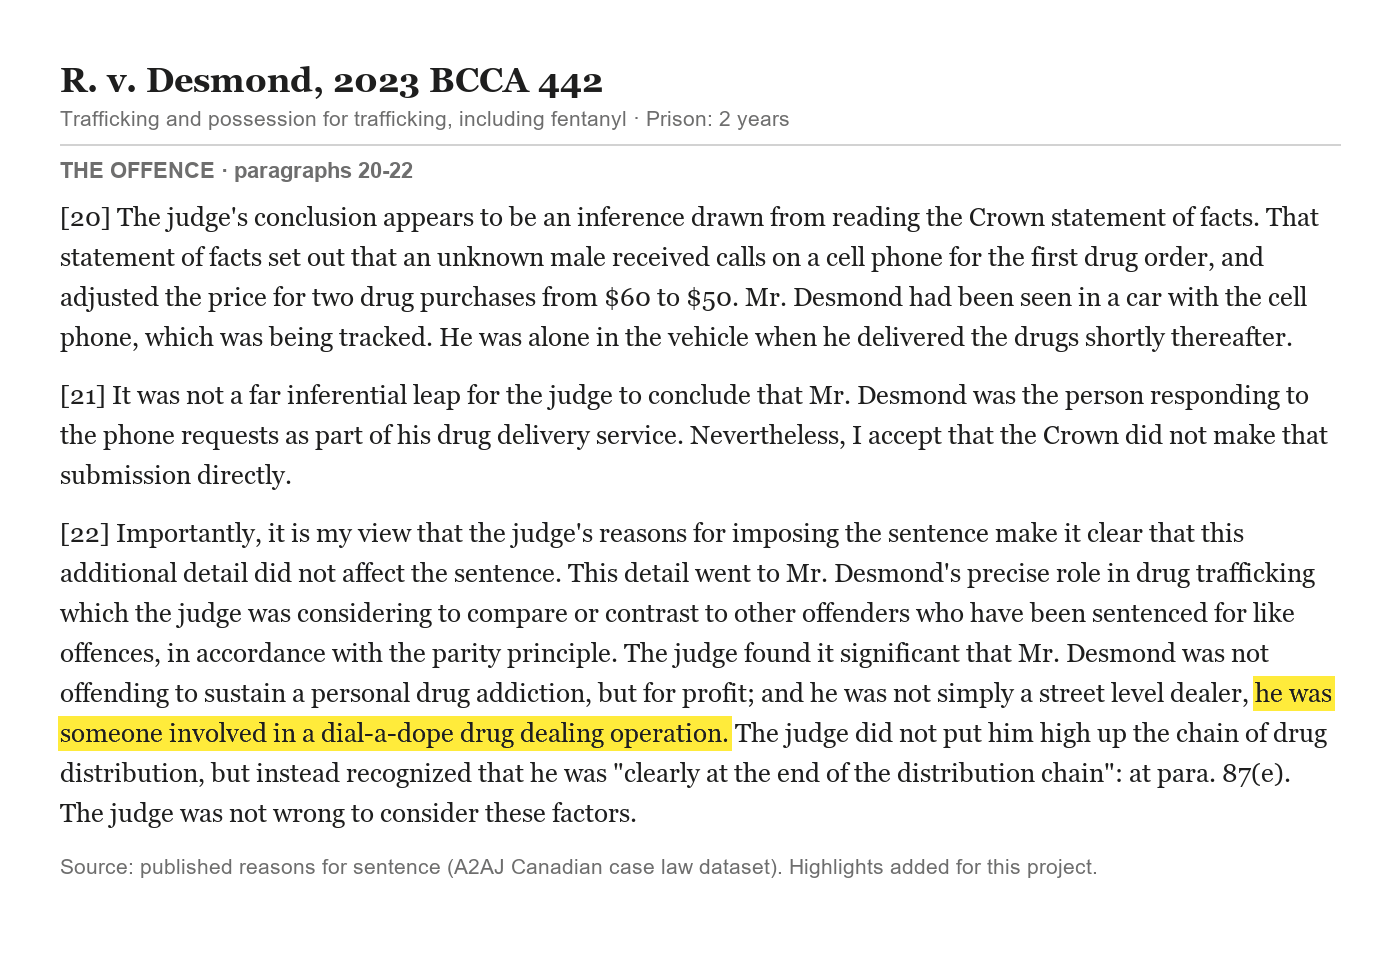 R. v. Desmond, 2023 BCCA 442
Trafficking and possession for trafficking, including fentanyl · Prison: 2 years
THE OFFENCE · paragraphs 20-22
[20] The judge's conclusion appears to be an inference drawn from reading the Crown statement of facts. That
statement of facts set out that an unknown male received calls on a cell phone for the first drug order, and
adjusted the price for two drug purchases from $60 to $50. Mr. Desmond had been seen in a car with the cell
phone, which was being tracked. He was alone in the vehicle when he delivered the drugs shortly thereafter.
[21] It was not a far inferential leap for the judge to conclude that Mr. Desmond was the person responding to
the phone requests as part of his drug delivery service. Nevertheless, I accept that the Crown did not make that
submission directly.
[22] Importantly, it is my view that the judge's reasons for imposing the sentence make it clear that this
additional detail did not affect the sentence. This detail went to Mr. Desmond's precise role in drug trafficking
which the judge was considering to compare or contrast to other offenders who have been sentenced for like
offences, in accordance with the parity principle. The judge found it significant that Mr. Desmond was not
offending to sustain a personal drug addiction, but for profit; and he was not simply a street level dealer, he was
someone involved in a dial-a-dope drug dealing operation. The judge did not put him high up the chain of drug
distribution, but instead recognized that he was "clearly at the end of the distribution chain": at para. 87(e).
The judge was not wrong to consider these factors.
Source: published reasons for sentence (A2AJ Canadian case law dataset). Highlights added for this project.